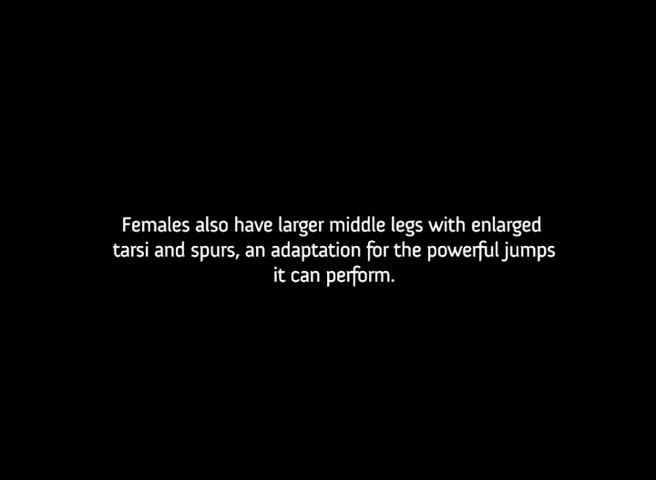 Females also have larger middle legs with enlarged
tarsi and spurs, an adaptation for the powerful jumps
it can perform.